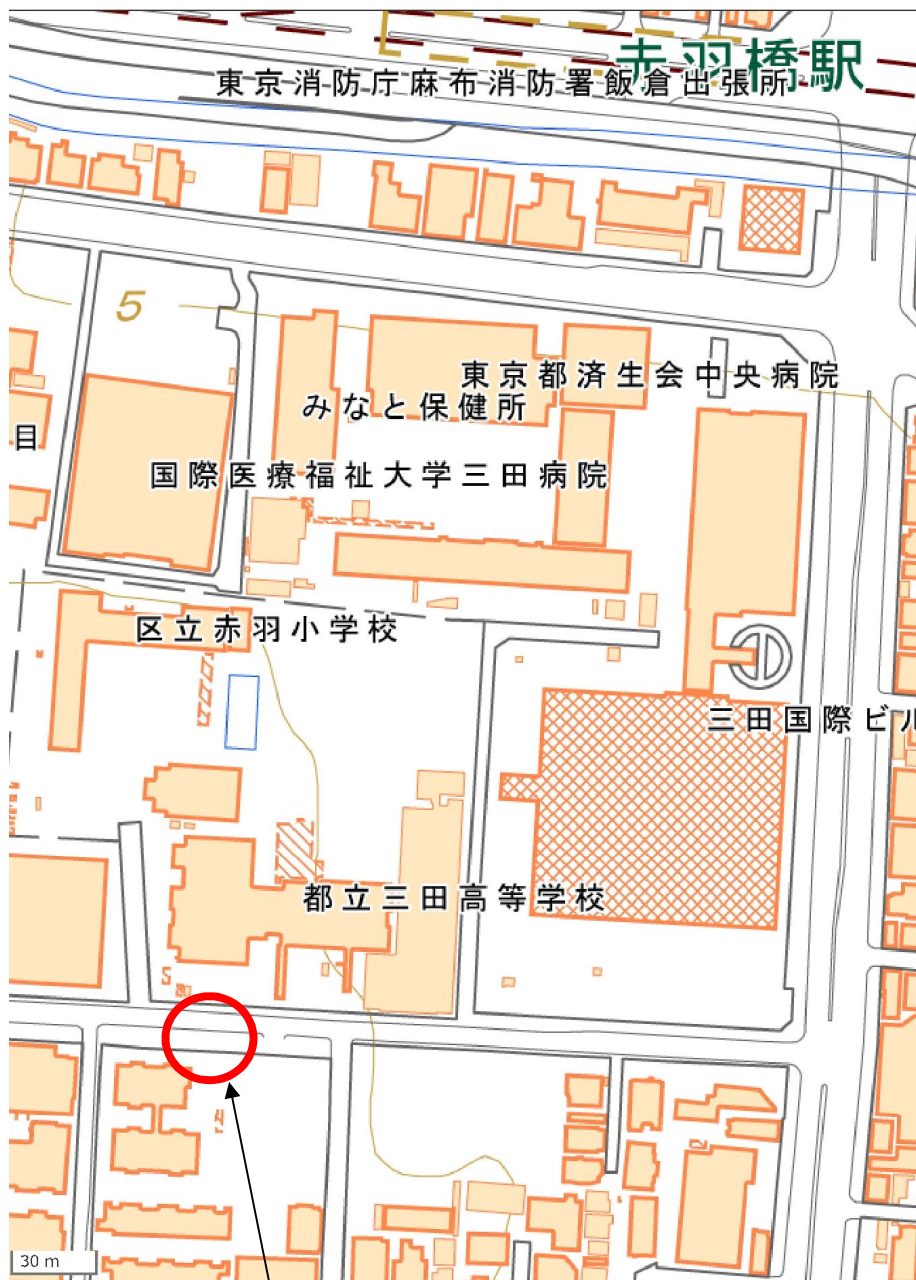 赤羽橋駅
東京消防庁麻布消防署飯倉出張所
5
東京都済生会中央病院
みなと保健所
目
国際医療福祉大学三田病院
区立赤羽小学校
三田国際ビル
都立三田高等学校
30 m